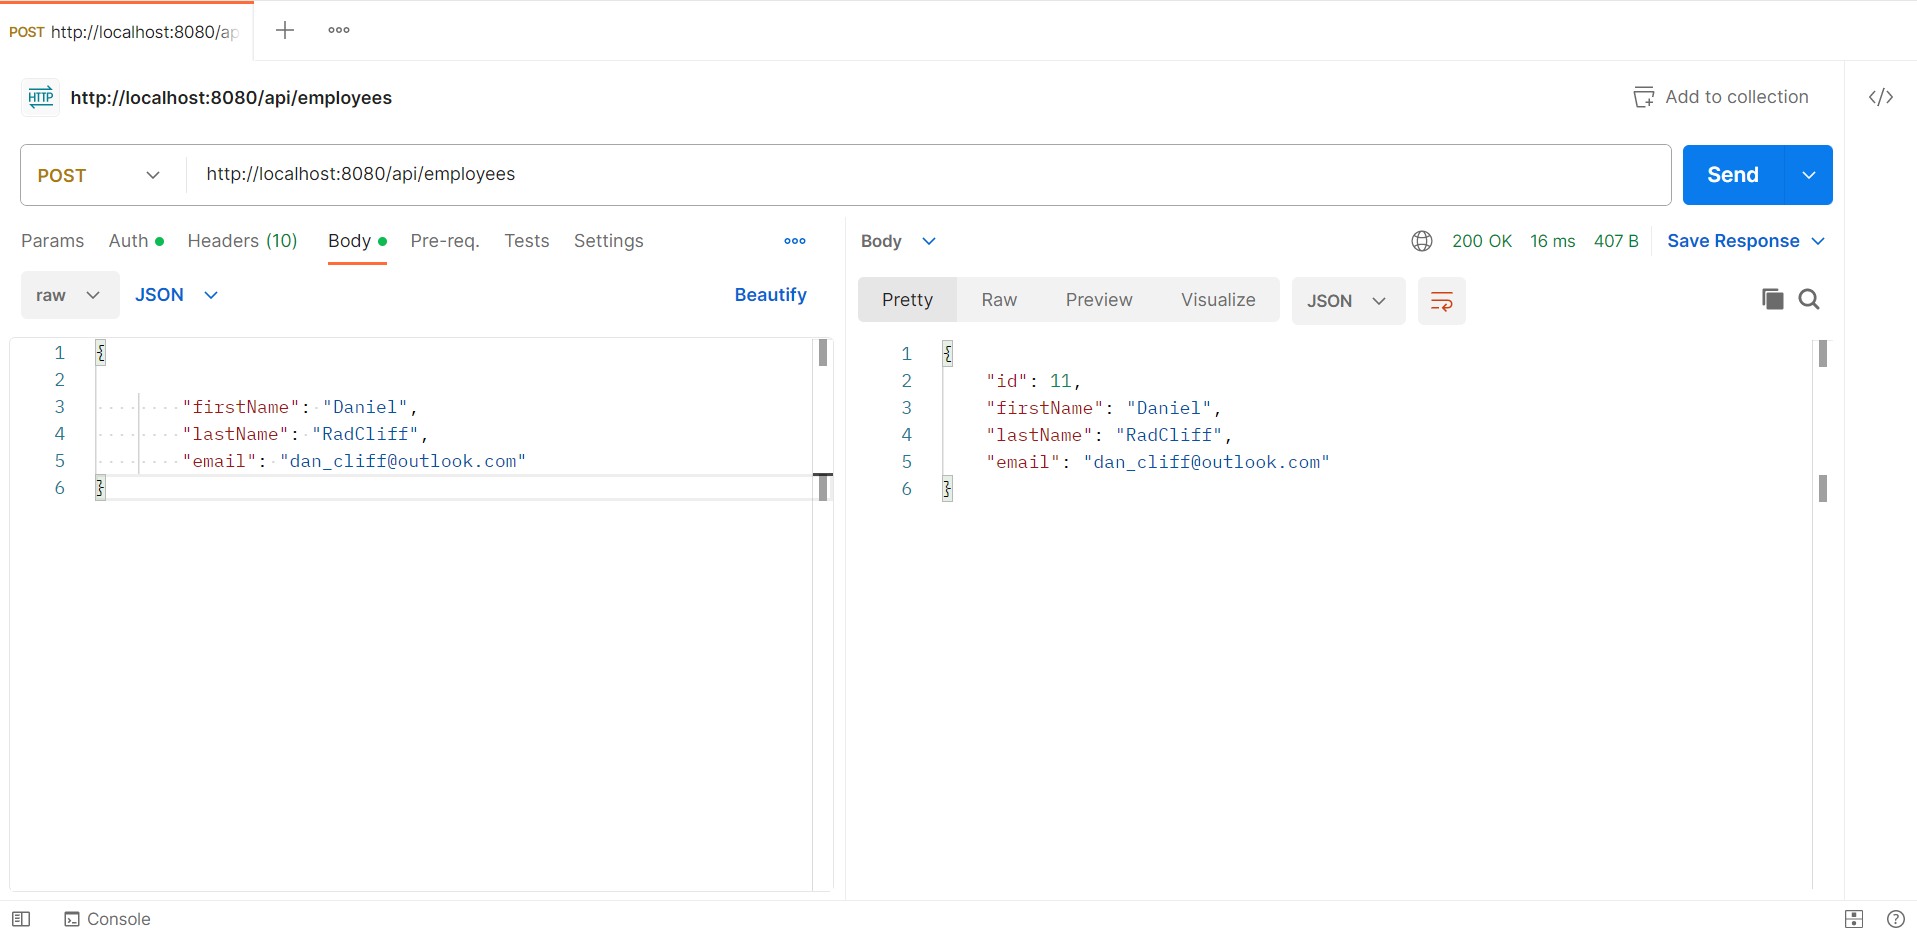 POST http://localhost:8080/ap
HTTP http://localhost:8080/api/employees
Add to collection
POST http://localhost:8080/api/employees
Send
Params Auth Headers (10) Body Pre-req. Tests Settings
raw JSON Beautify
1 {
2
3 "firstName": "Daniel",
4 "lastName": "RadCliff",
5 "email": "dan_cliff@outlook.com"
6 }
Body 200 OK 16 ms 407 B Save Response
Pretty Raw Preview Visualize JSON
1 {
2 "id": 11,
3 "firstName": "Daniel",
4 "lastName": "RadCliff",
5 "email": "dan_cliff@outlook.com"
6 }
Console